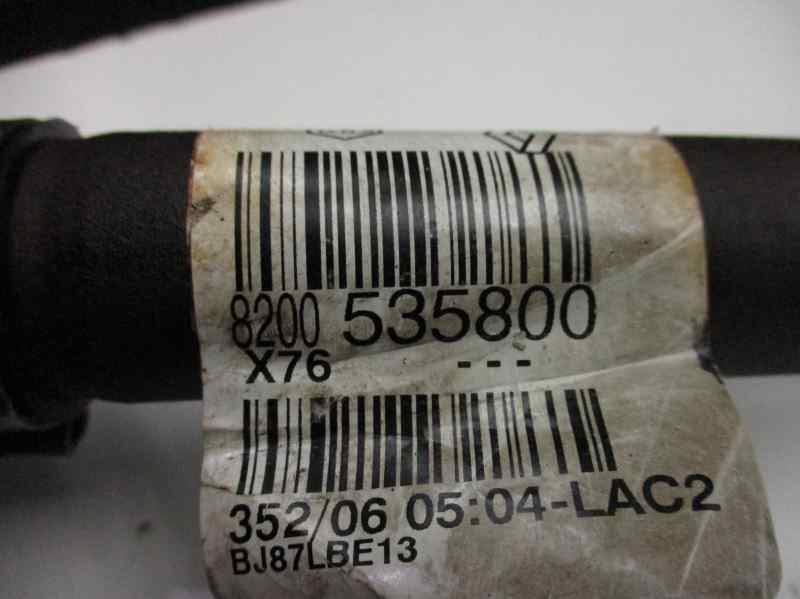 8200 535800
X76 ---
352/06 05:04-LAC2
BJ87LBE13